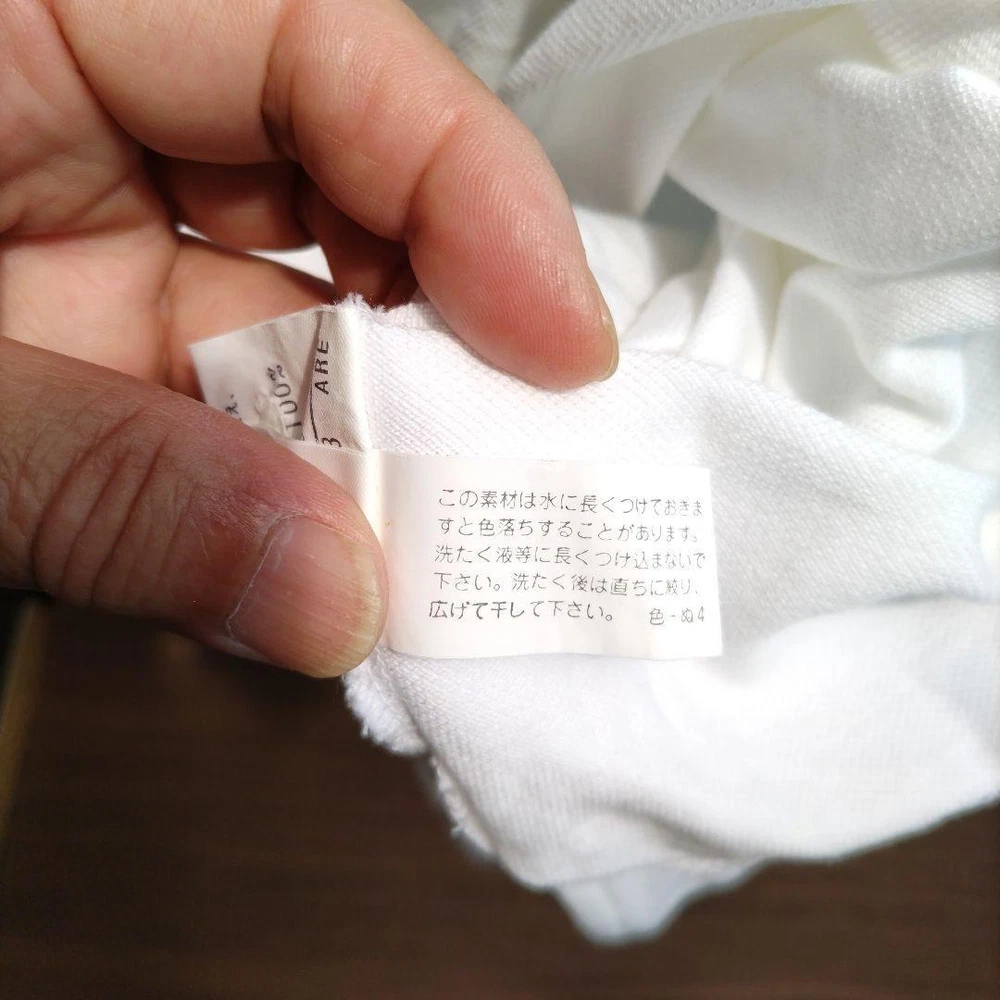 この素材は水に長くつけておきま
すと色落ちすることがあります。
洗たく液等に長くつけ込まないで
下さい。洗たく後は直ちに絞り、
広げて干して下さい。 色-ぬ4
100%
ARE